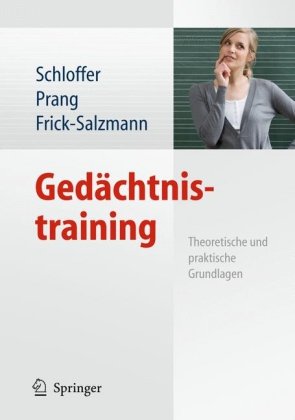 Schloffer
Prang
Frick-Salzmann
Gedächtnis-
training
Theoretische und
praktische
Grundlagen
Springer